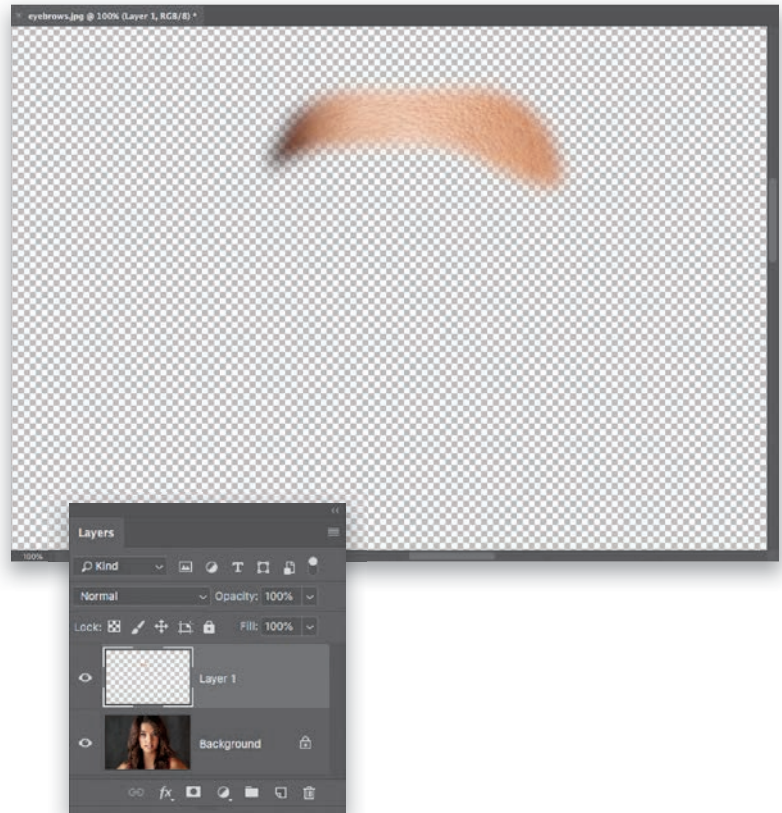 × eyebrows.jpg @ 100% (Layer 1, RGB/8) *
100%
Layers
Kind
T
Normal
Opacity: 100%
Lock:
Fill: 100%
Layer 1
Background
fx